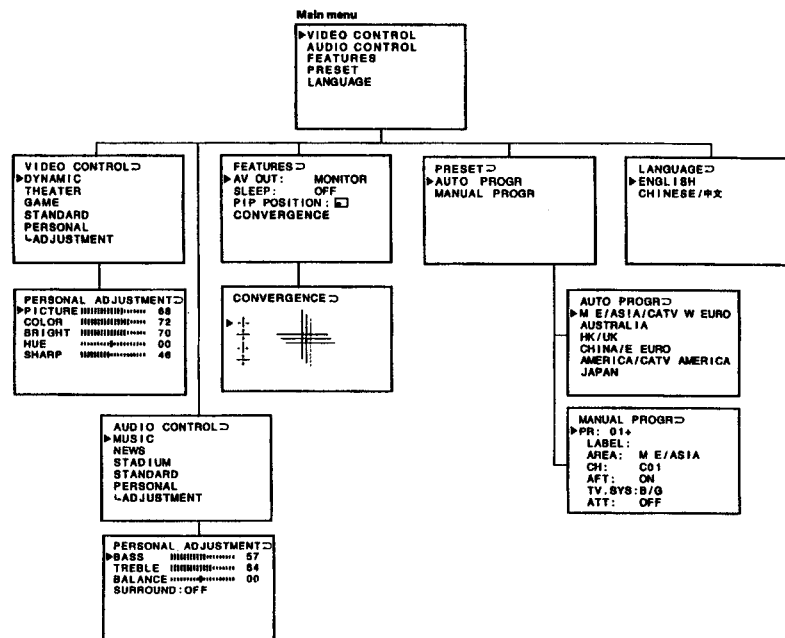 Main menu
▶VIDEO CONTROL
AUDIO CONTROL
FEATURES
PRESET
LANGUAGE
VIDEO CONTROL⊃
▶DYNAMIC
THEATER
GAME
STANDARD
PERSONAL
↳ADJUSTMENT
FEATURES⊃
▶AV OUT: MONITOR
SLEEP: OFF
PIP POSITION:
CONVERGENCE
PRESET⊃
▶AUTO PROGR
MANUAL PROGR
LANGUAGE⊃
▶ENGLISH
CHINESE/中文
PERSONAL ADJUSTMENT⊃
▶PICTURE 68
COLOR 72
BRIGHT 70
HUE 00
SHARP 46
CONVERGENCE⊃
AUTO PROGR⊃
▶M E/ASIA/CATV W EURO
AUSTRALIA
HK/UK
CHINA/E EURO
AMERICA/CATV AMERICA
JAPAN
AUDIO CONTROL⊃
▶MUSIC
NEWS
STADIUM
STANDARD
PERSONAL
↳ADJUSTMENT
MANUAL PROGR⊃
▶PR: 01+
LABEL:
AREA: M E/ASIA
CH: C01
AFT: ON
TV.SYS:B/G
ATT: OFF
PERSONAL ADJUSTMENT⊃
▶BASS 57
TREBLE 64
BALANCE 00
SURROUND:OFF